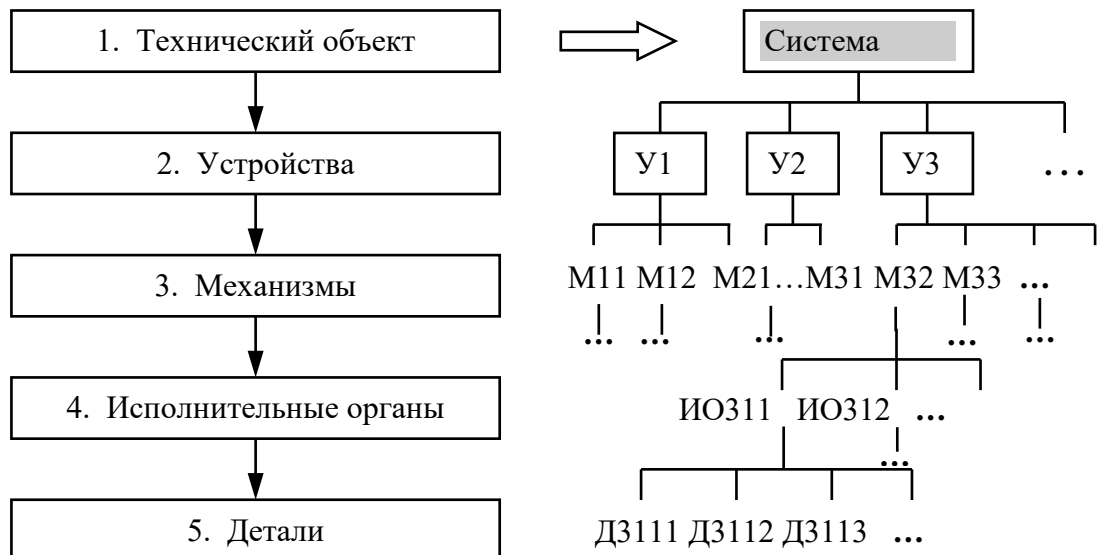 1. Технический объект
Система
2. Устройства
У1
У2
У3
...
3. Механизмы
М11 М12 М21...М31 М32 М33 ...
... ... ... ... ...
4. Исполнительные органы
ИО311 ИО312 ...
...
5. Детали
Д3111 Д3112 Д3113 ...